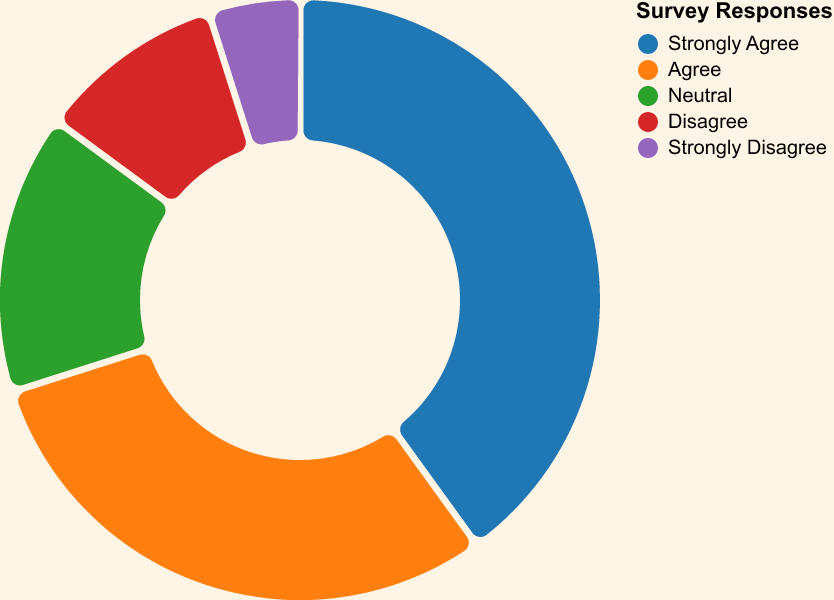 Survey Responses
Strongly Agree
Agree
Neutral
Disagree
Strongly Disagree